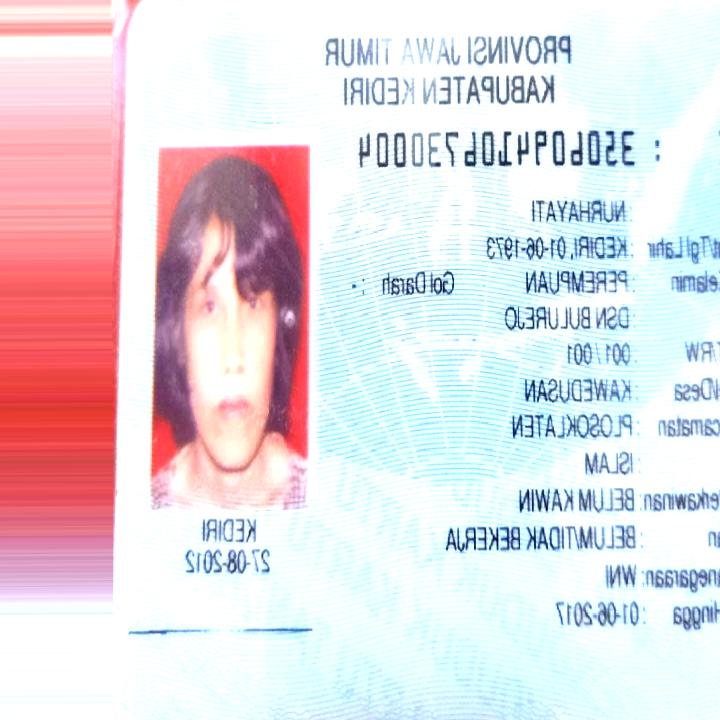 PROVINSI JAWA TIMUR
KABUPATEN KEDIRI
: 3506094106730004
: NURHAYATI
t/Tgl Lahir : KEDIRI, 01-06-1973
elamin : PEREMPUAN Gol Darah : -
: DSN BULUREJO
T/RW : 001/001
l/Desa : KAWEDUSAN
camatan : PLOSOKLATEN
: ISLAM
erkawinan: BELUM KAWIN
an : BELUM/TIDAK BEKERJA
negaraan: WNI
Hingga : 01-06-2017
KEDIRI
27-08-2012